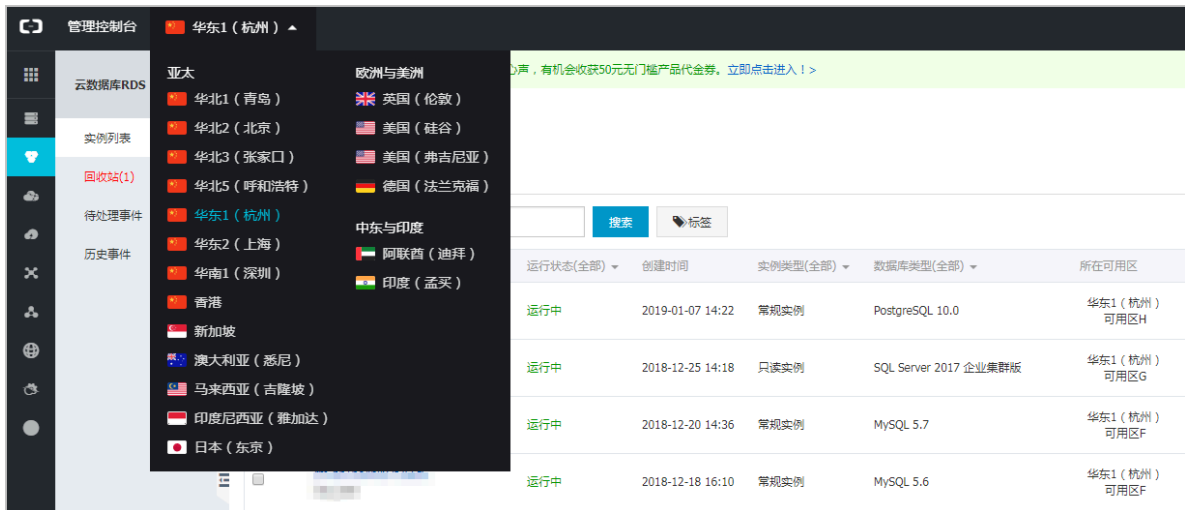 管理控制台
华东1 ( 杭州 )
亚太
华北1 ( 青岛 )
华北2 ( 北京 )
华北3 ( 张家口 )
华北5 ( 呼和浩特 )
华东1 ( 杭州 )
华东2 ( 上海 )
华南1 ( 深圳 )
香港
新加坡
澳大利亚 ( 悉尼 )
马来西亚 ( 吉隆坡 )
印度尼西亚 ( 雅加达 )
日本 ( 东京 )
欧洲与美洲
英国 ( 伦敦 )
美国 ( 硅谷 )
美国 ( 弗吉尼亚 )
德国 ( 法兰克福 )
中东与印度
阿联酋 ( 迪拜 )
印度 ( 孟买 )
云数据库RDS
实例列表
回收站(1)
待处理事件
历史事件
心声，有机会收获50元无门槛产品代金券。立即点击进入！>
搜索 标签
运行状态(全部) 创建时间 实例类型(全部) 数据库类型(全部) 所在可用区
运行中 2019-01-07 14:22 常规实例 PostgreSQL 10.0 华东1 ( 杭州 )
可用区H
运行中 2018-12-25 14:18 只读实例 SQL Server 2017 企业集群版 华东1 ( 杭州 )
可用区G
运行中 2018-12-20 14:36 常规实例 MySQL 5.7 华东1 ( 杭州 )
可用区F
运行中 2018-12-18 16:10 常规实例 MySQL 5.6 华东1 ( 杭州 )
可用区F